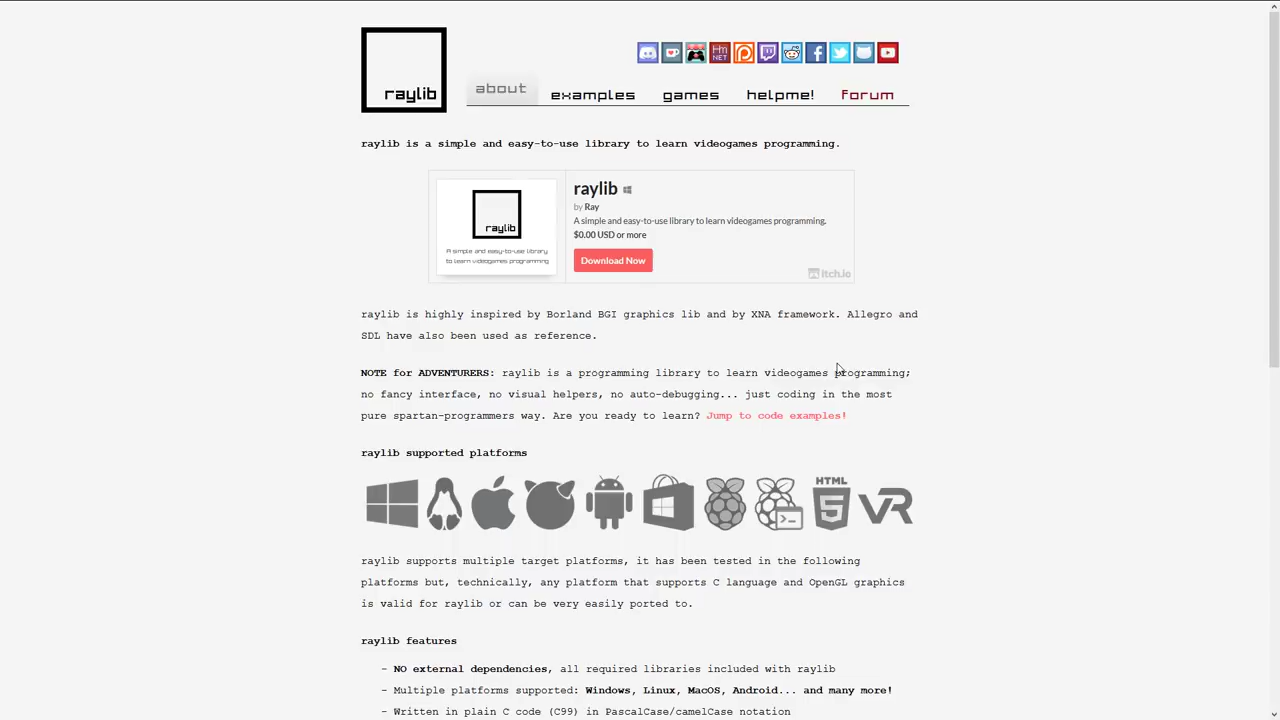 raylib
about
examples
games
helpme!
forum
raylib is a simple and easy-to-use library to learn videogames programming.
raylib
A simple and easy-to-use library
to learn videogames programming
raylib
by Ray
A simple and easy-to-use library to learn videogames programming.
$0.00 USD or more
Download Now
itch.io
raylib is highly inspired by Borland BGI graphics lib and by XNA framework. Allegro and
SDL have also been used as reference.
NOTE for ADVENTURERS: raylib is a programming library to learn videogames programming;
no fancy interface, no visual helpers, no auto-debugging... just coding in the most
pure spartan-programmers way. Are you ready to learn? Jump to code examples!
raylib supported platforms
HTML
5
VR
raylib supports multiple target platforms, it has been tested in the following
platforms but, technically, any platform that supports C language and OpenGL graphics
is valid for raylib or can be very easily ported to.
raylib features
- NO external dependencies, all required libraries included with raylib
- Multiple platforms supported: Windows, Linux, MacOS, Android... and many more!
- Written in plain C code (C99) in PascalCase/camelCase notation